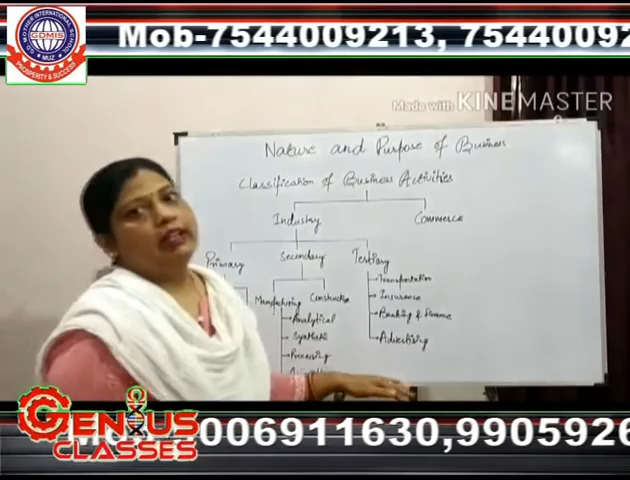 G.D. MOTHER INTERNATIONAL SCHOOL
GDMIS
MUZ
PROSPERITY & SUCCESS
Mob-7544009213, 75440092
Made with KINEMASTER
Nature and Purpose of Business
Classification of Business Activities
Industry
Commerce
Primary
Secondary
Tertiary
Manufacturing
Construction
Analytical
Synthetic
Processing
Transportation
Insurance
Banking & Finance
Advertising
GENIUS
CLASSES
006911630,9905926